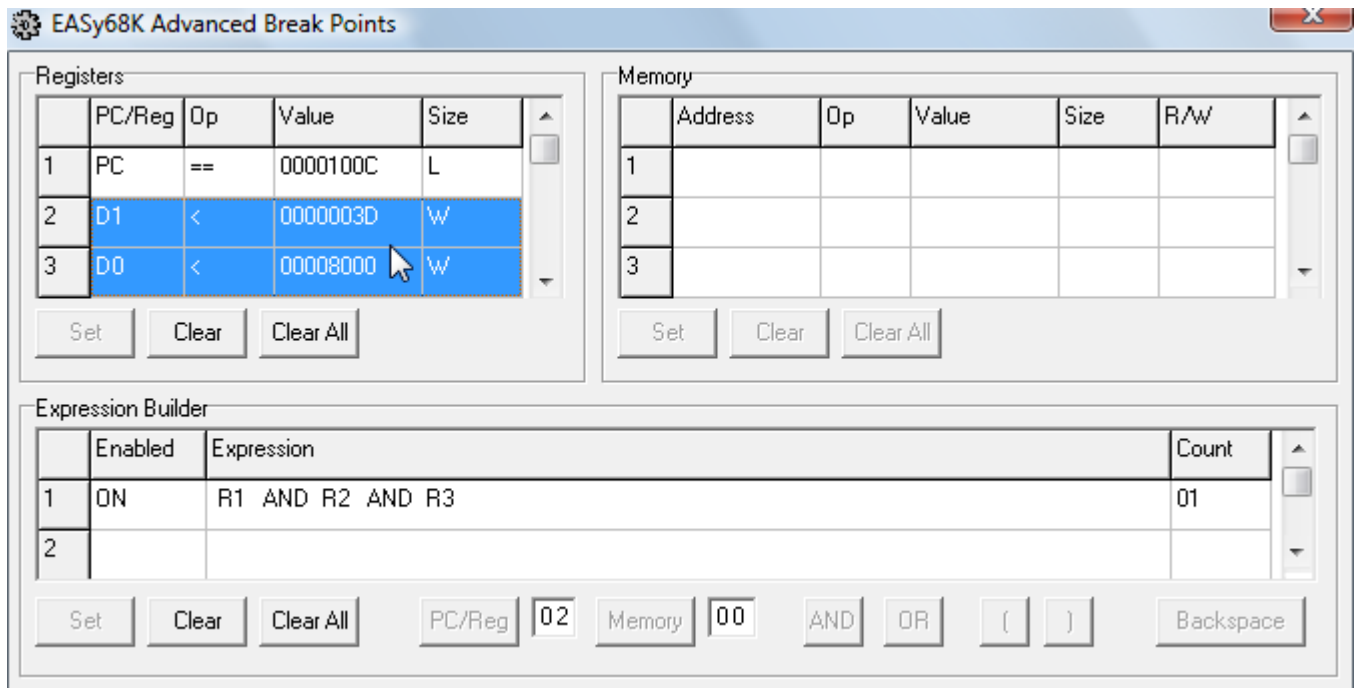 EASy68K Advanced Break Points
X
Registers
PC/Reg Op Value Size
1 PC == 0000100C L
2 D1 < 0000003D W
3 D0 < 00008000 W
Set Clear Clear All
Memory
Address Op Value Size R/W
1
2
3
Set Clear Clear All
Expression Builder
Enabled Expression Count
1 ON R1 AND R2 AND R3 01
2
Set Clear Clear All PC/Reg 02 Memory 00 AND OR ( ) Backspace